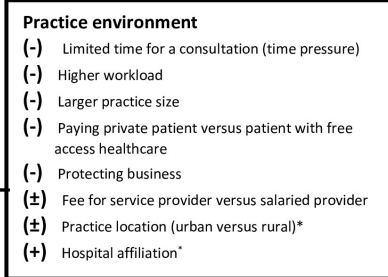 Practice environment
(-) Limited time for a consultation (time pressure)
(-) Higher workload
(-) Larger practice size
(-) Paying private patient versus patient with free
access healthcare
(-) Protecting business
(±) Fee for service provider versus salaried provider
(±) Practice location (urban versus rural)*
(+) Hospital affiliation*